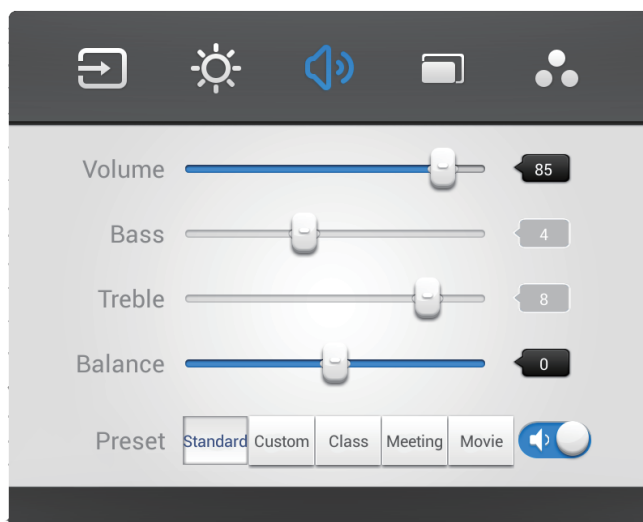 Volume 85
Bass 4
Treble 8
Balance 0
Preset Standard Custom Class Meeting Movie